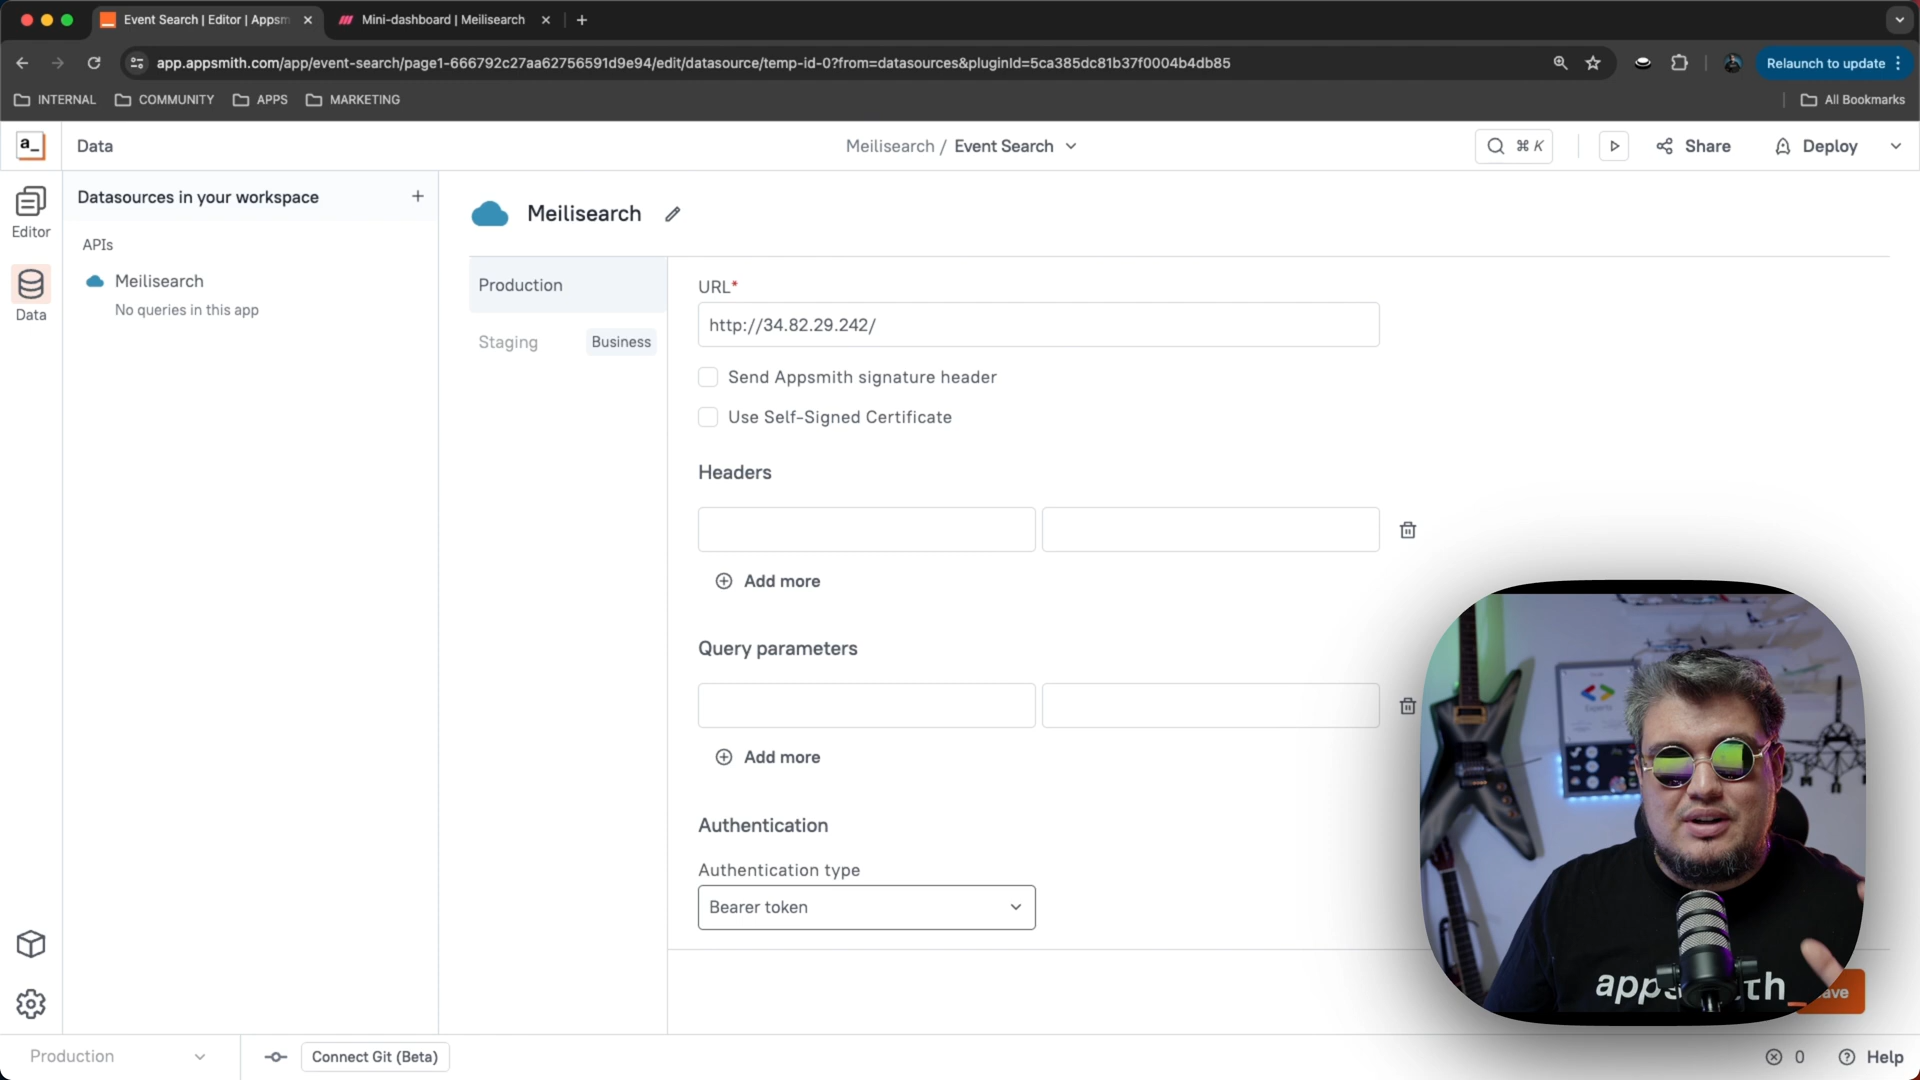 Event Search | Editor | Appsm
Mini-dashboard | Meilisearch
app.appsmith.com/app/event-search/page1-666792c27aa62756591d9e94/edit/datasource/temp-id-0?from=datasources&pluginId=5ca385dc81b37f0004b4db85
Relaunch to update
INTERNAL
COMMUNITY
APPS
MARKETING
All Bookmarks
a_
Data
Meilisearch / Event Search
⌘ K
Share
Deploy
Editor
Data
Datasources in your workspace
APIs
Meilisearch
No queries in this app
Meilisearch
Production
Staging
Business
URL*
http://34.82.29.242/
Send Appsmith signature header
Use Self-Signed Certificate
Headers
Add more
Query parameters
Add more
Authentication
Authentication type
Bearer token
Experts
Production
Connect Git (Beta)
0
Help